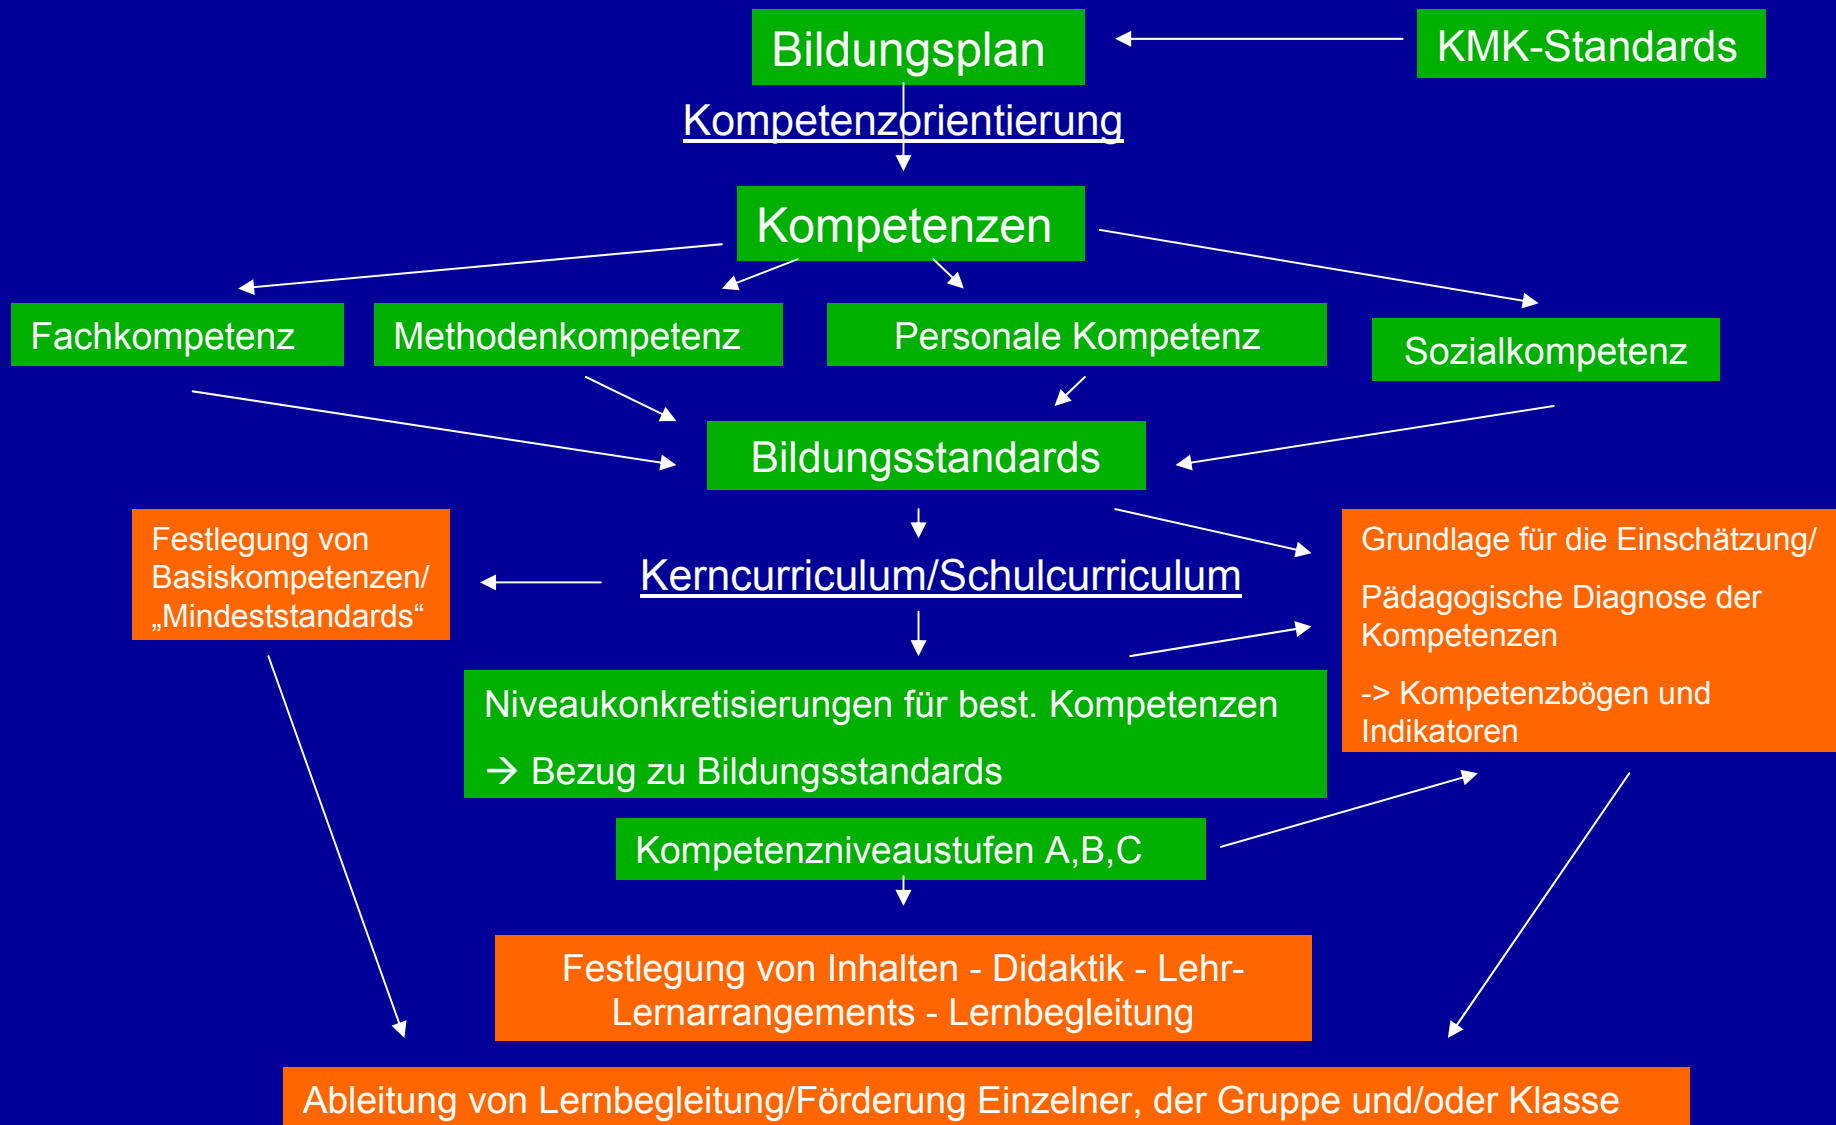 Bildungsplan
KMK-Standards
Kompetenzorientierung
Kompetenzen
Fachkompetenz
Methodenkompetenz
Personale Kompetenz
Sozialkompetenz
Bildungsstandards
Festlegung von
Basiskompetenzen/
„Mindeststandards“
Kerncurriculum/Schulcurriculum
Grundlage für die Einschätzung/
Pädagogische Diagnose der
Kompetenzen
-> Kompetenzbögen und
Indikatoren
Niveaukonkretisierungen für best. Kompetenzen
→ Bezug zu Bildungsstandards
Kompetenzniveaustufen A,B,C
Festlegung von Inhalten - Didaktik - Lehr-
Lernarrangements - Lernbegleitung
Ableitung von Lernbegleitung/Förderung Einzelner, der Gruppe und/oder Klasse